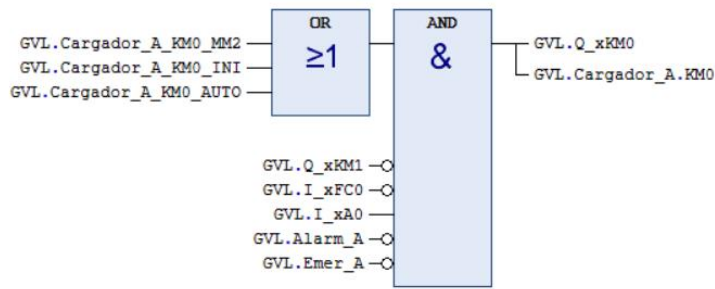 OR
AND
GVL.Cargador_A_KM0_MM2
≥1
&
GVL.Q_xKM0
GVL.Cargador_A_KM0_INI
GVL.Cargador_A.KM0
GVL.Cargador_A_KM0_AUTO
GVL.Q_xKM1
GVL.I_xFC0
GVL.I_xA0
GVL.Alarm_A
GVL.Emer_A